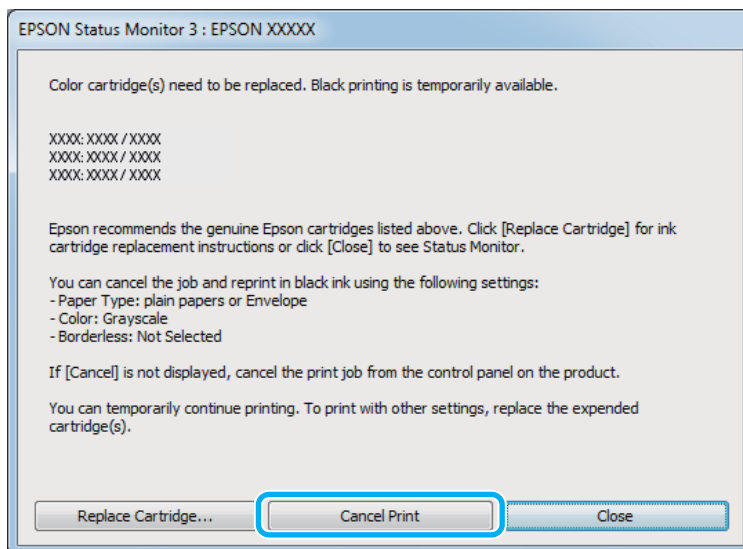 EPSON Status Monitor 3 : EPSON XXXXX
Color cartridge(s) need to be replaced. Black printing is temporarily available.
XXXX: XXXX / XXXX
XXXX: XXXX / XXXX
XXXX: XXXX / XXXX
Epson recommends the genuine Epson cartridges listed above. Click [Replace Cartridge] for ink
cartridge replacement instructions or click [Close] to see Status Monitor.
You can cancel the job and reprint in black ink using the following settings:
- Paper Type: plain papers or Envelope
- Color: Grayscale
- Borderless: Not Selected
If [Cancel] is not displayed, cancel the print job from the control panel on the product.
You can temporarily continue printing. To print with other settings, replace the expended
cartridge(s).
Replace Cartridge... Cancel Print Close